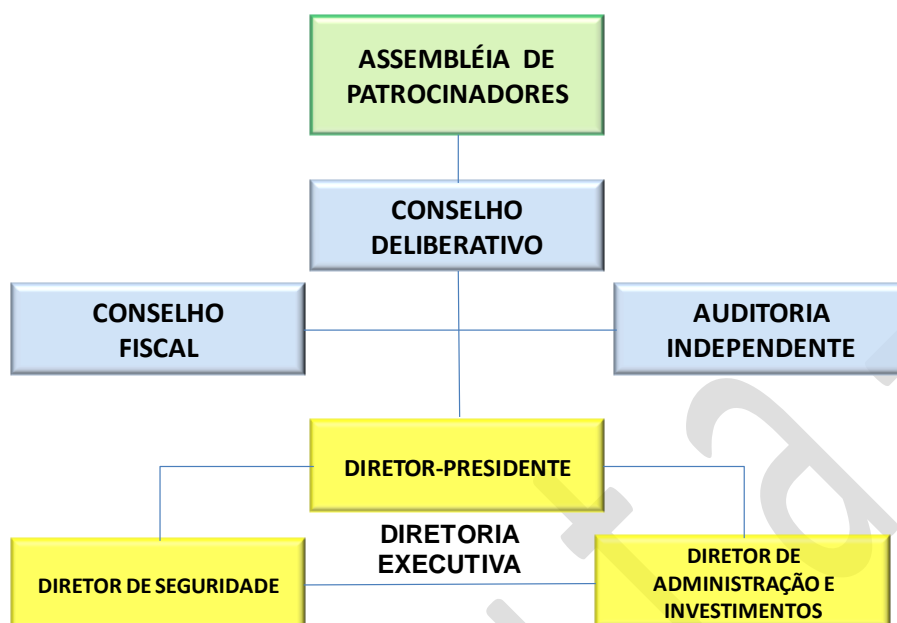 ASSEMBLÉIA DE
PATROCINADORES
CONSELHO
DELIBERATIVO
CONSELHO
FISCAL
AUDITORIA
INDEPENDENTE
DIRETOR-PRESIDENTE
DIRETORIA
EXECUTIVA
DIRETOR DE SEGURIDADE
DIRETOR DE
ADMINISTRAÇÃO E
INVESTIMENTOS